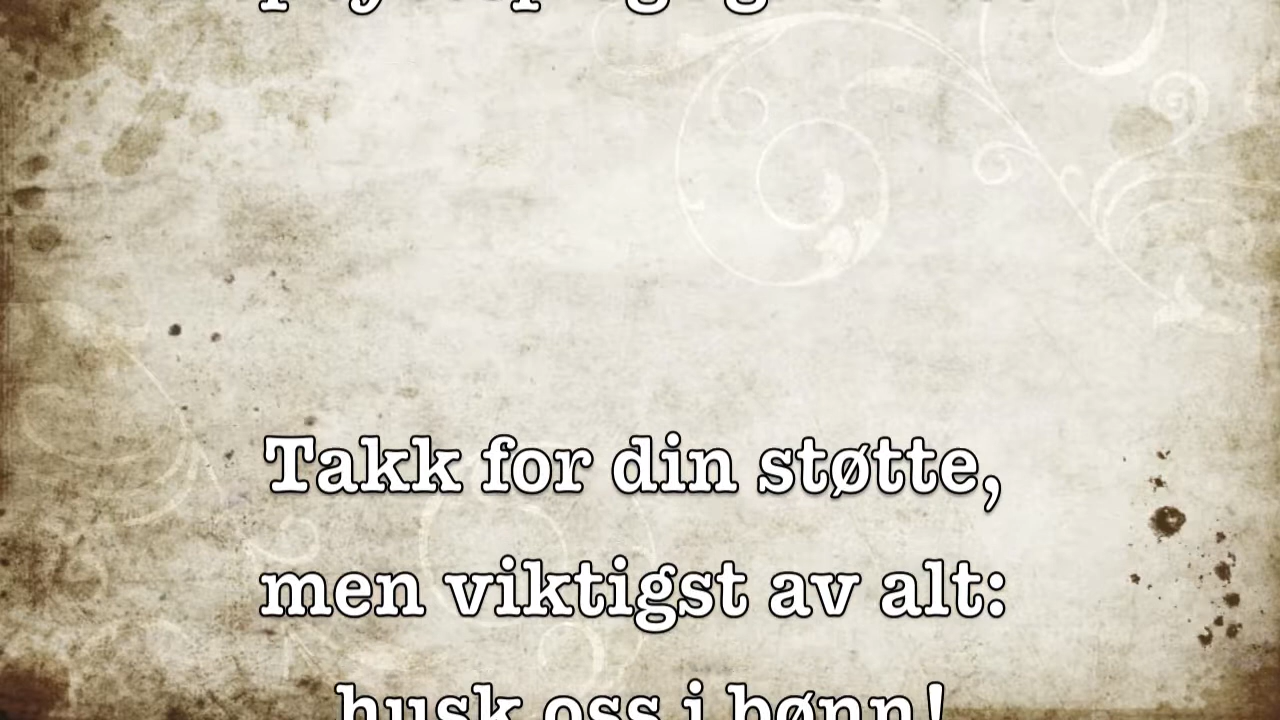 Takk for din støtte,
men viktigst av alt:
husk oss i bønn!